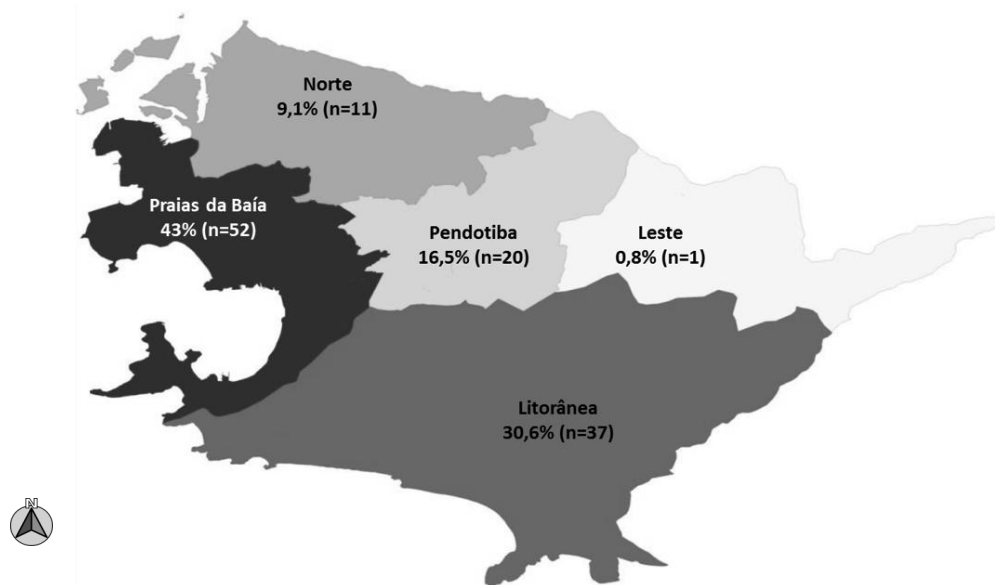 Norte
9,1% (n=11)
Praias da Baía
43% (n=52)
Pendotiba
16,5% (n=20)
Leste
0,8% (n=1)
Litorânea
30,6% (n=37)
N